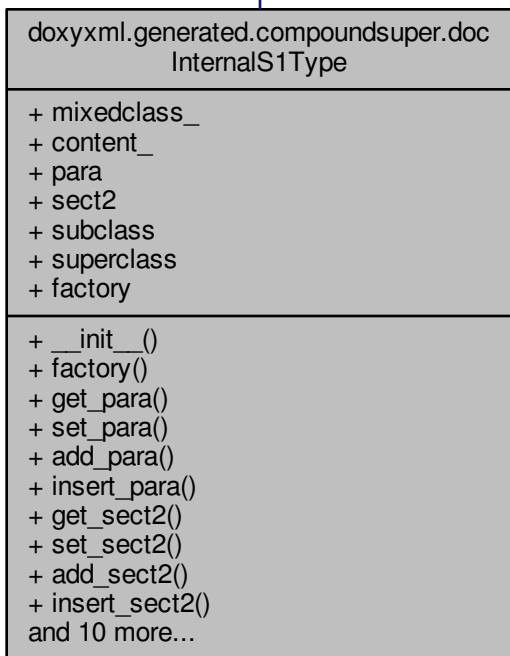 doxyxml.generated.compoundsuper.doc
InternalS1Type
+ mixedclass_
+ content_
+ para
+ sect2
+ subclass
+ superclass
+ factory
+ __init__()
+ factory()
+ get_para()
+ set_para()
+ add_para()
+ insert_para()
+ get_sect2()
+ set_sect2()
+ add_sect2()
+ insert_sect2()
and 10 more...